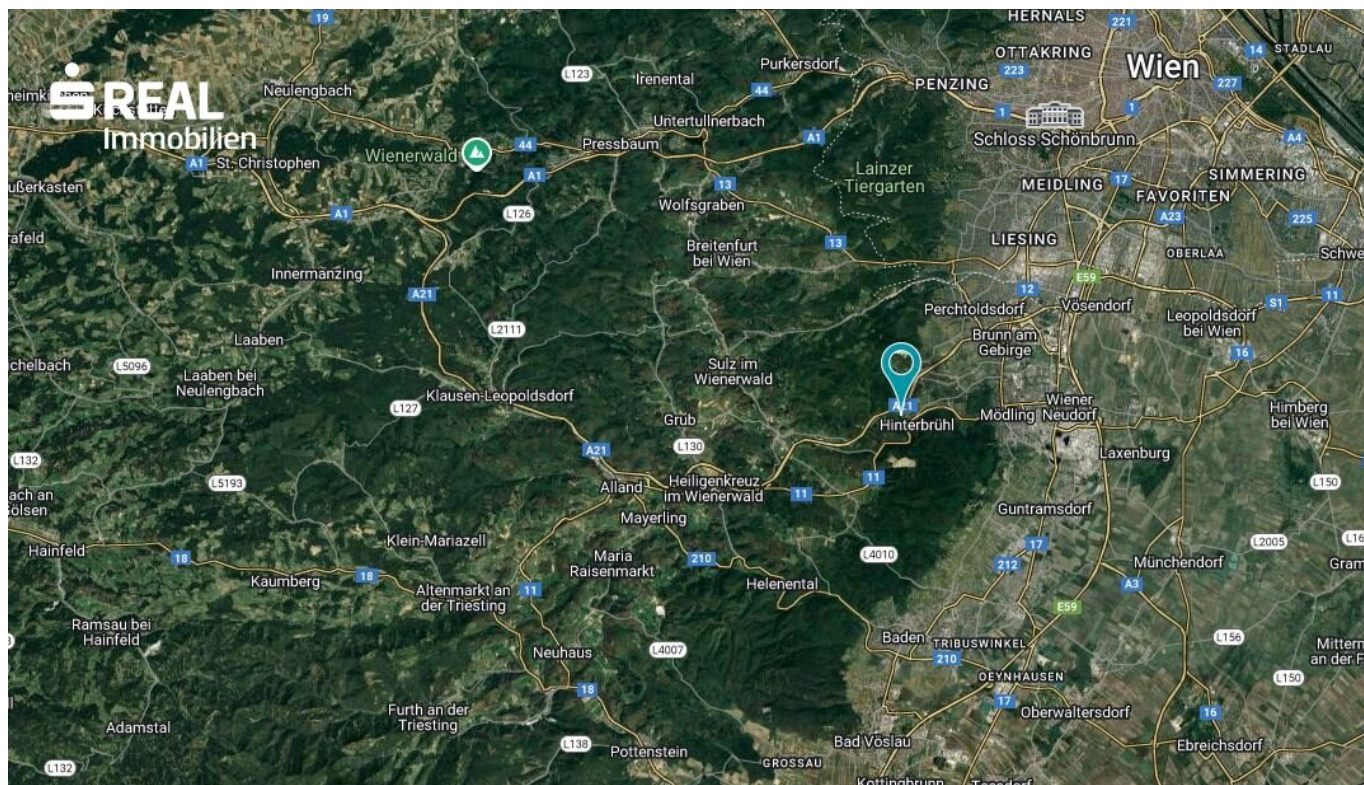 19
HERNALS
221
OTTAKRING
14
STADLAU
L123
Irenental
Purkersdorf
223
Wien
REAL
Immobilien
Neulengbach
44
PENZING
227
1
1
Untertullnerbach
Schloss Schönbrunn
A4
A1
St. Christophen
Wienerwald
44
Pressbaum
A1
A1
Lainzer
Tiergarten
MEIDLING
17
SIMMERING
13
FAVORITEN
A1
L126
Wolfsgraben
A23
225
LIESING
13
Breitenfurt
bei Wien
OBERLAA
Innermanzing
E59
A21
12
Vösendorf
S1
11
Perchtoldsdorf
Leopoldsdorf
bei Wien
L2111
Laaben
Brunn am
Gebirge
16
L5096
Laaben bei
Neulengbach
Sulz im
Wienerwald
Klausen-Leopoldsdorf
L127
A21
Hinterbrühl
Mödling
Wiener
Neudorf
Himberg
bei Wien
Grub
L130
A21
Laxenburg
L132
L5193
Alland
Heiligenkreuz
im Wienerwald
11
11
L150
Mayerling
Guntramsdorf
Hainfeld
18
Klein-Mariazell
17
L2005
Maria
Raisenmarkt
210
L4010
212
Münchendorf
Kaumberg
18
Altenmarkt an
der Triesting
11
Helenental
A3
E59
Ramsau bei
Hainfeld
Baden
TRIBUSWINKEL
210
L156
Neuhaus
L4007
OEYNHAUSEN
L150
18
17
Oberwaltersdorf
16
Furth an der
Triesting
Adamstal
L138
Pottenstein
Bad Vöslau
Ebreichsdorf
L132
GROSSAU
Kottingbrunn